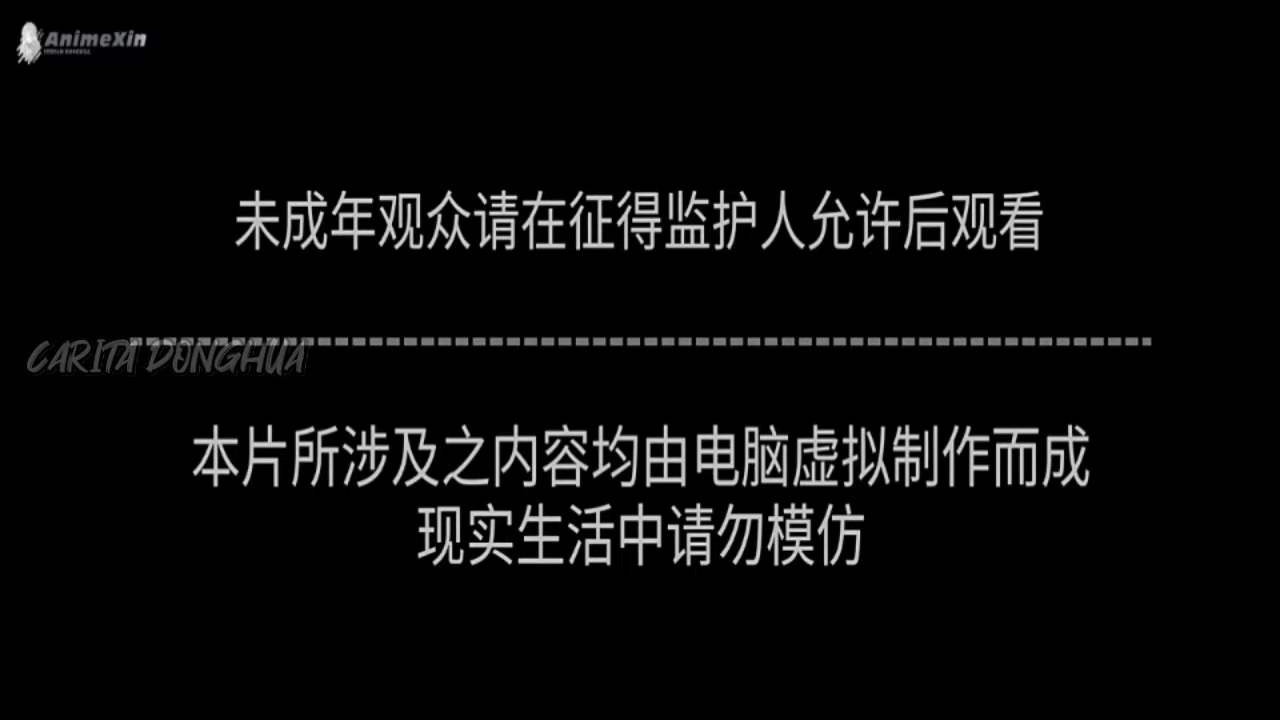 AnimeXin
未成年观众请在征得监护人允许后观看
CARITA DONGHUA
本片所涉及之内容均由电脑虚拟制作而成
现实生活中请勿模仿